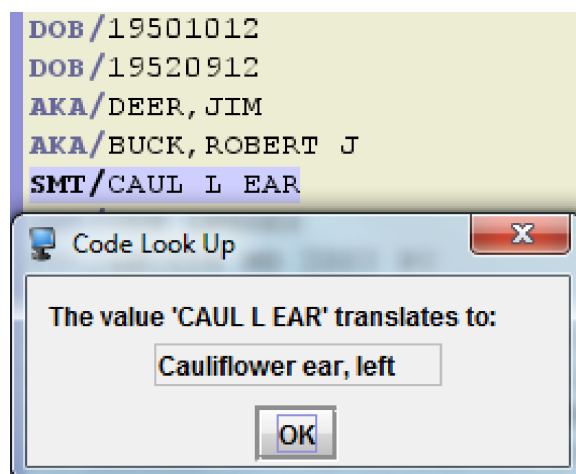 DOB/19501012
DOB/19520912
AKA/DEER,JIM
AKA/BUCK,ROBERT J
SMT/CAUL L EAR
Code Look Up
The value 'CAUL L EAR' translates to:
Cauliflower ear, left
OK